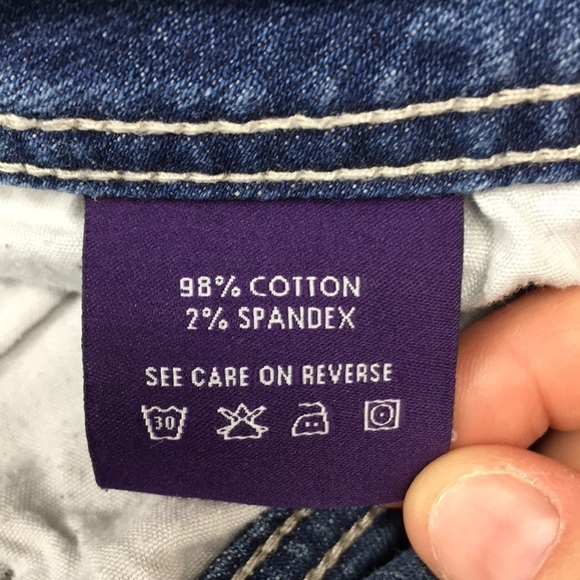 98% COTTON
2% SPANDEX
SEE CARE ON REVERSE
30